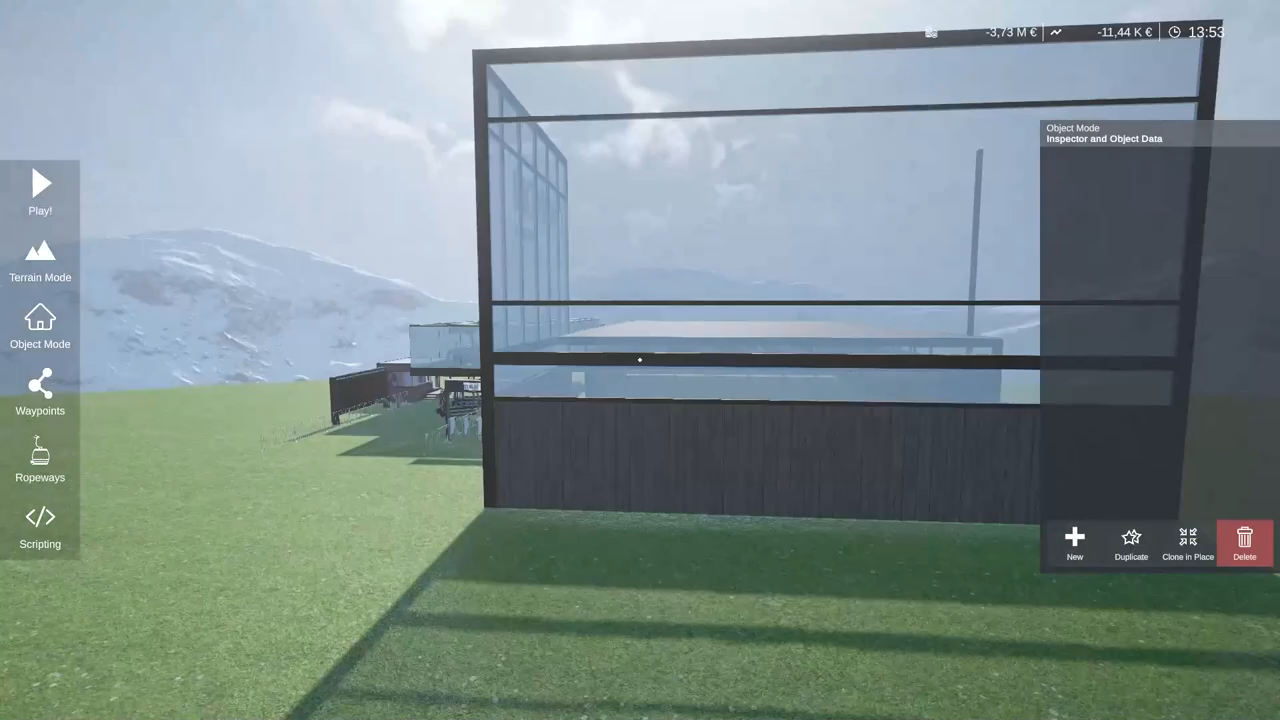 -3,73 M €
-11,44 K €
13:53
Object Mode
Inspector and Object Data
Play!
Terrain Mode
Object Mode
Waypoints
Ropeways
Scripting
New
Duplicate
Clone in Place
Delete